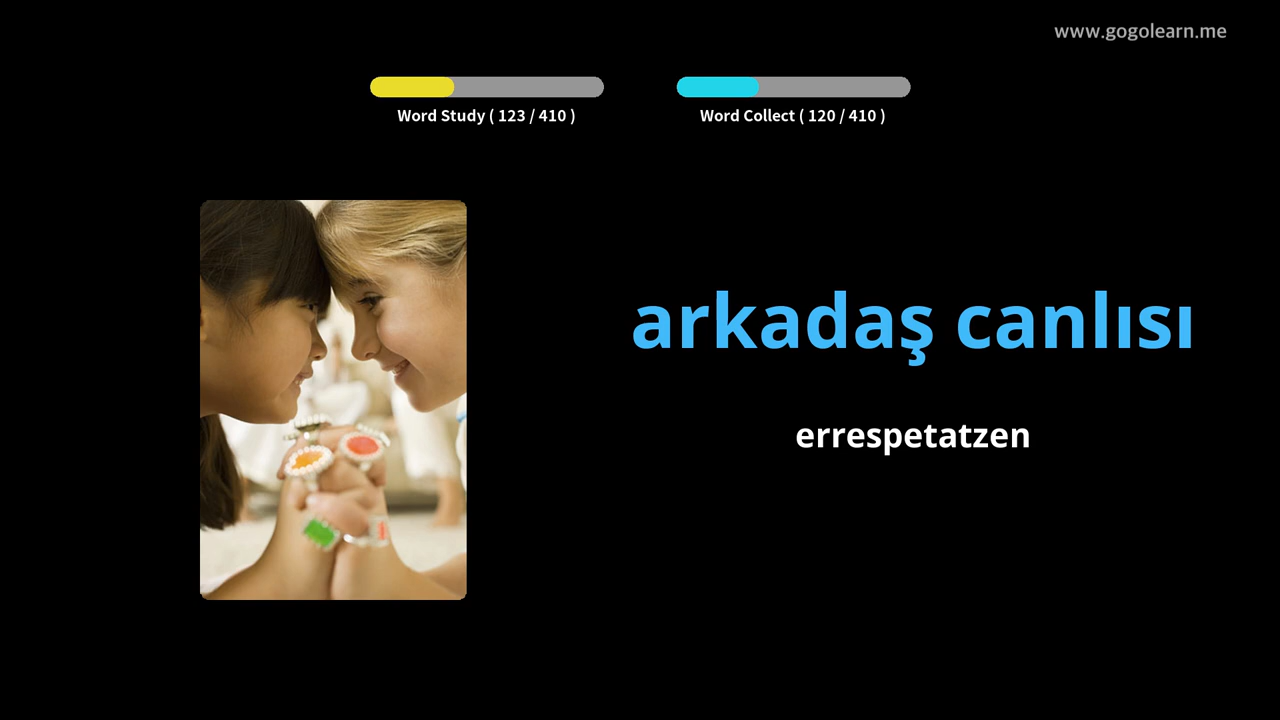 www.gogolearn.me
Word Study ( 123 / 410 )
Word Collect ( 120 / 410 )
arkadaş canlısı
errespetatzen